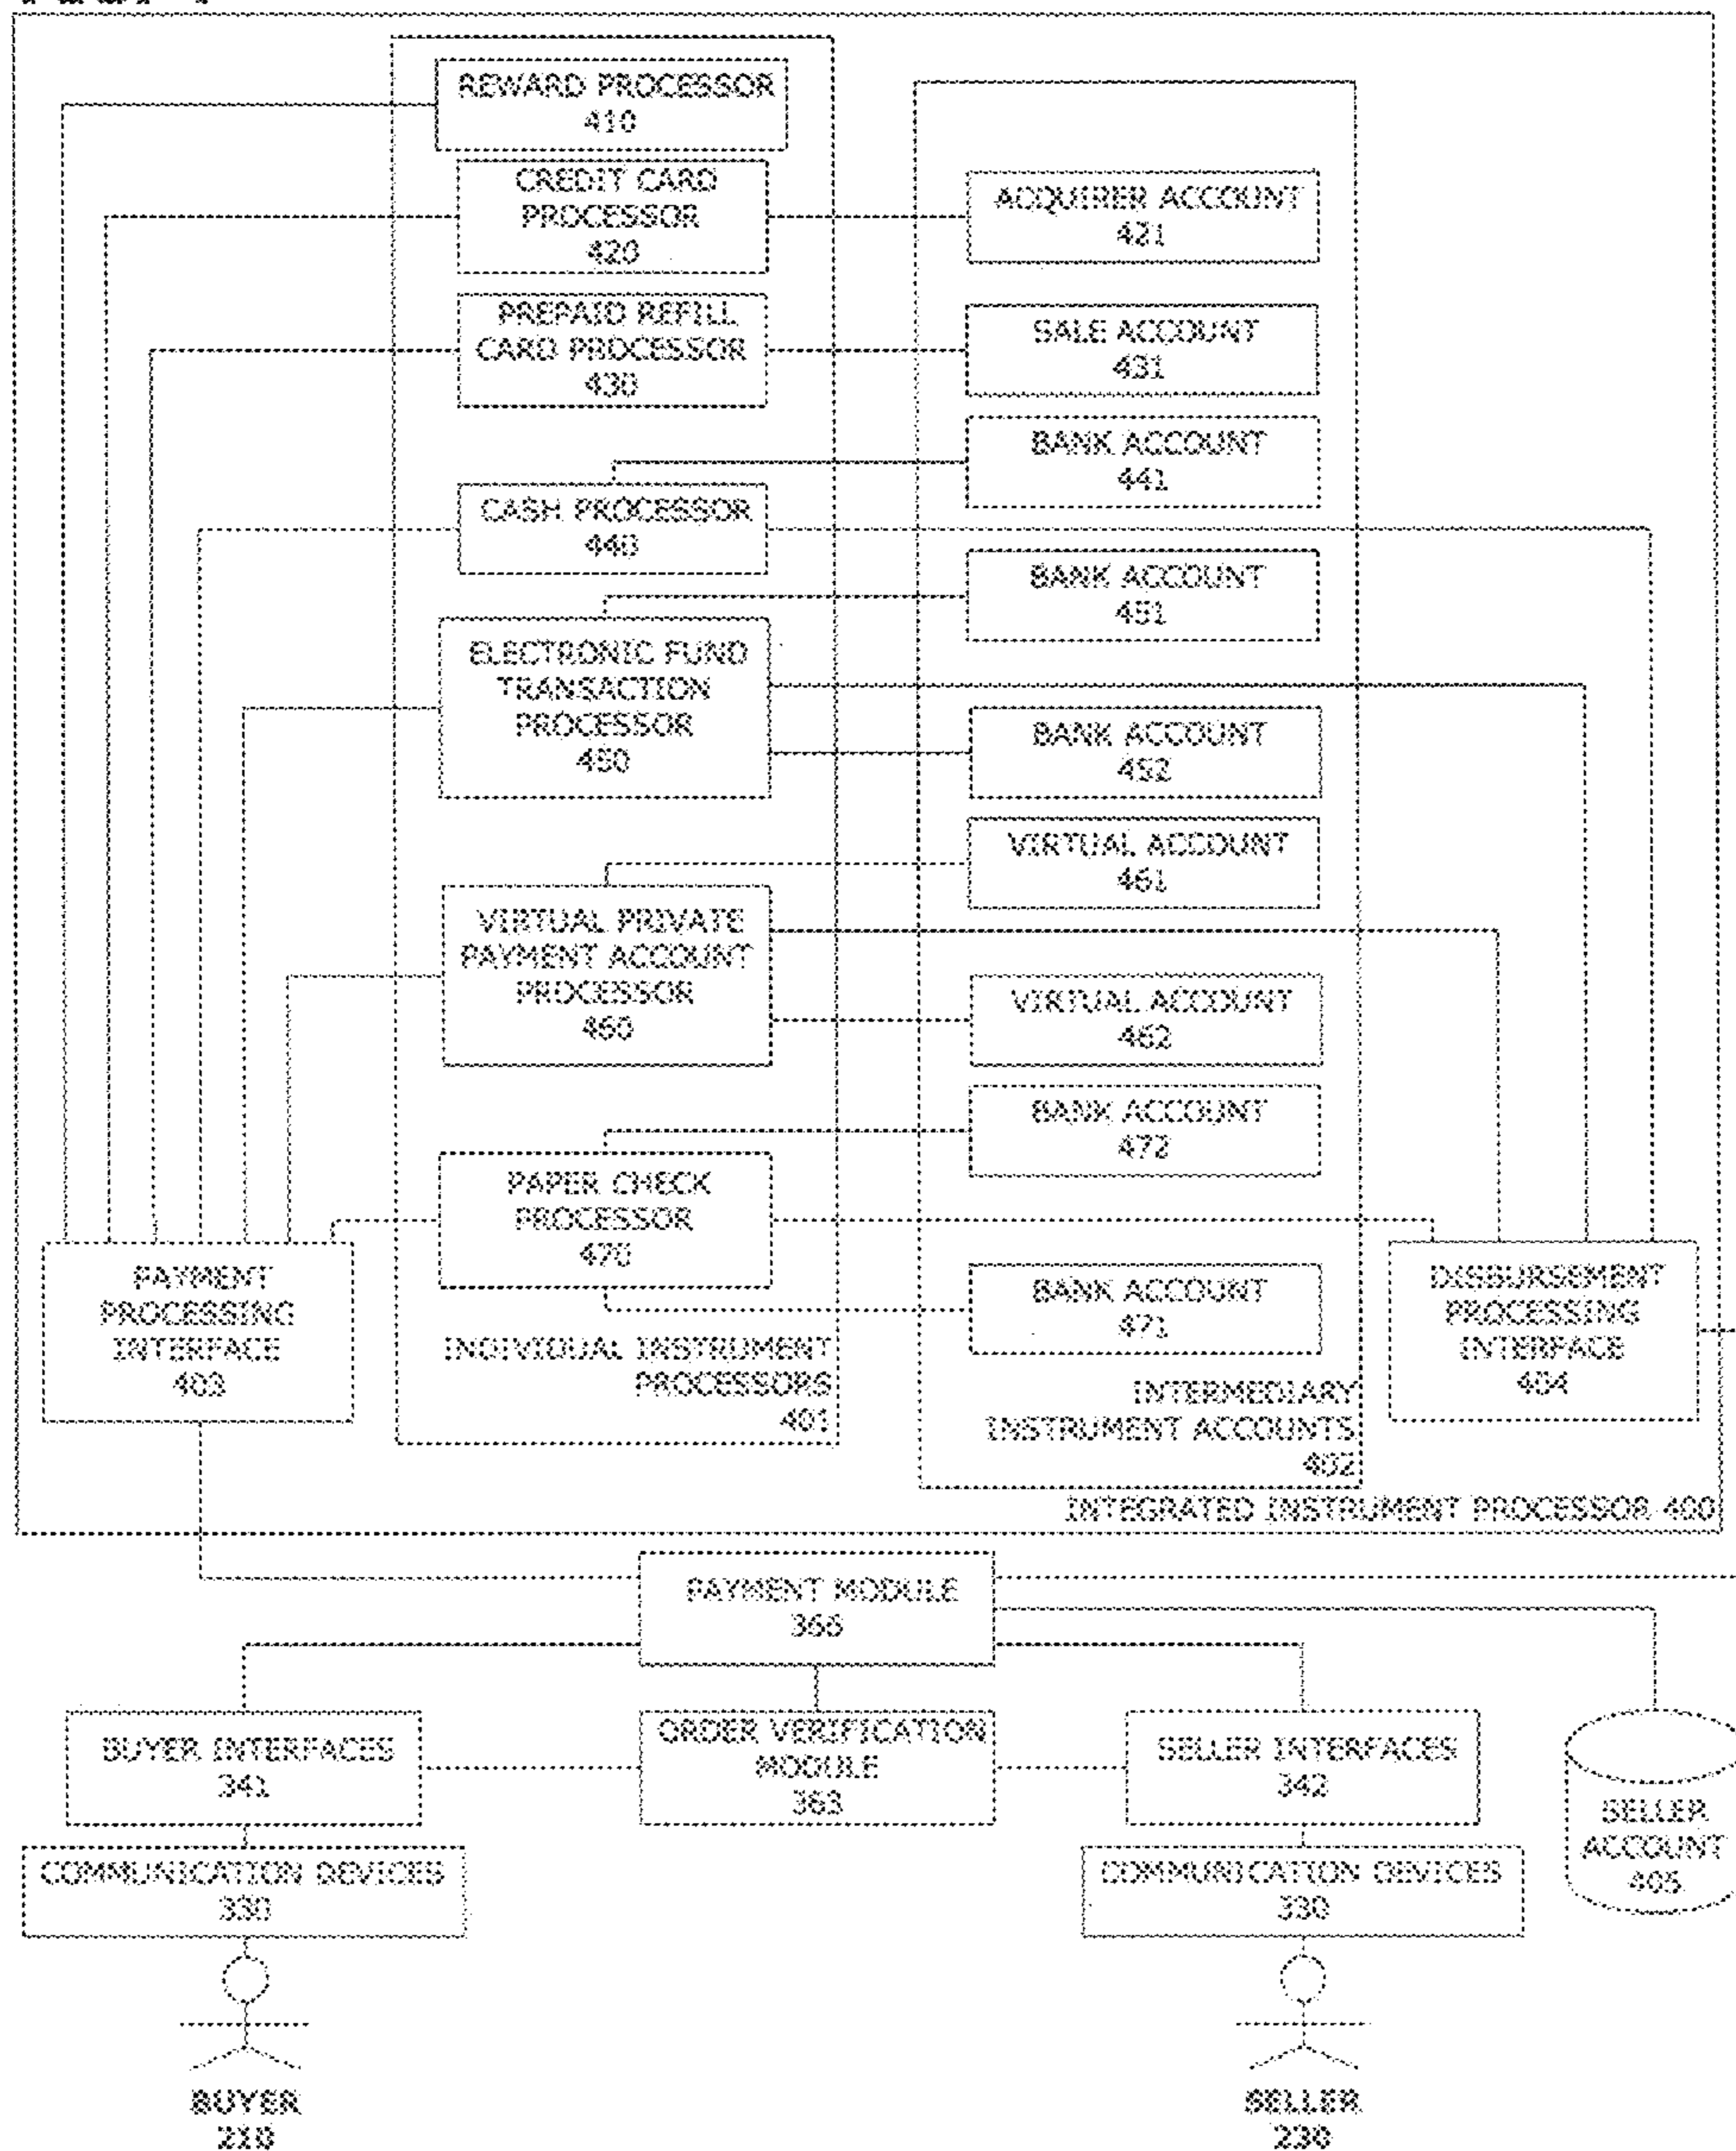 REWARD PROCESSOR
410
CREDIT CARD
PROCESSOR
420
ACQUIRER ACCOUNT
421
PREPAID REFILL
CARD PROCESSOR
430
SALE ACCOUNT
431
BANK ACCOUNT
441
CASH PROCESSOR
440
BANK ACCOUNT
451
ELECTRONIC FUND
TRANSACTION
PROCESSOR
450
BANK ACCOUNT
452
VIRTUAL ACCOUNT
461
VIRTUAL PRIVATE
PAYMENT ACCOUNT
PROCESSOR
460
VIRTUAL ACCOUNT
462
BANK ACCOUNT
472
PAPER CHECK
PROCESSOR
470
BANK ACCOUNT
471
PAYMENT
PROCESSING
INTERFACE
403
INDIVIDUAL INSTRUMENT
PROCESSORS
401
INTERMEDIARY
INSTRUMENT ACCOUNTS
402
DISBURSEMENT
PROCESSING
INTERFACE
404
INTEGRATED INSTRUMENT PROCESSOR 400
PAYMENT MODULE
366
BUYER INTERFACES
341
ORDER VERIFICATION
MODULE
363
SELLER INTERFACES
342
SELLER
ACCOUNT
405
COMMUNICATION DEVICES
330
COMMUNICATION DEVICES
330
BUYER
210
SELLER
230